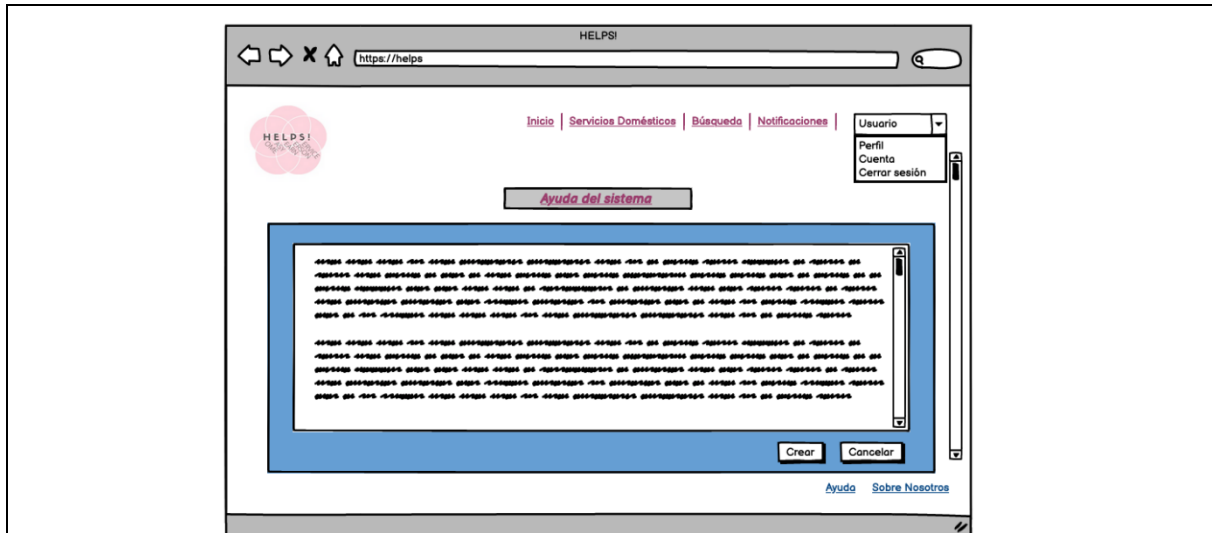 HELPS!
https://helps
HELPS!
Inicio Servicios Domésticos Búsqueda Notificaciones Usuario
Perfil
Cuenta
Cerrar sesión
Ayuda del sistema
Crear Cancelar
Ayuda Sobre Nosotros